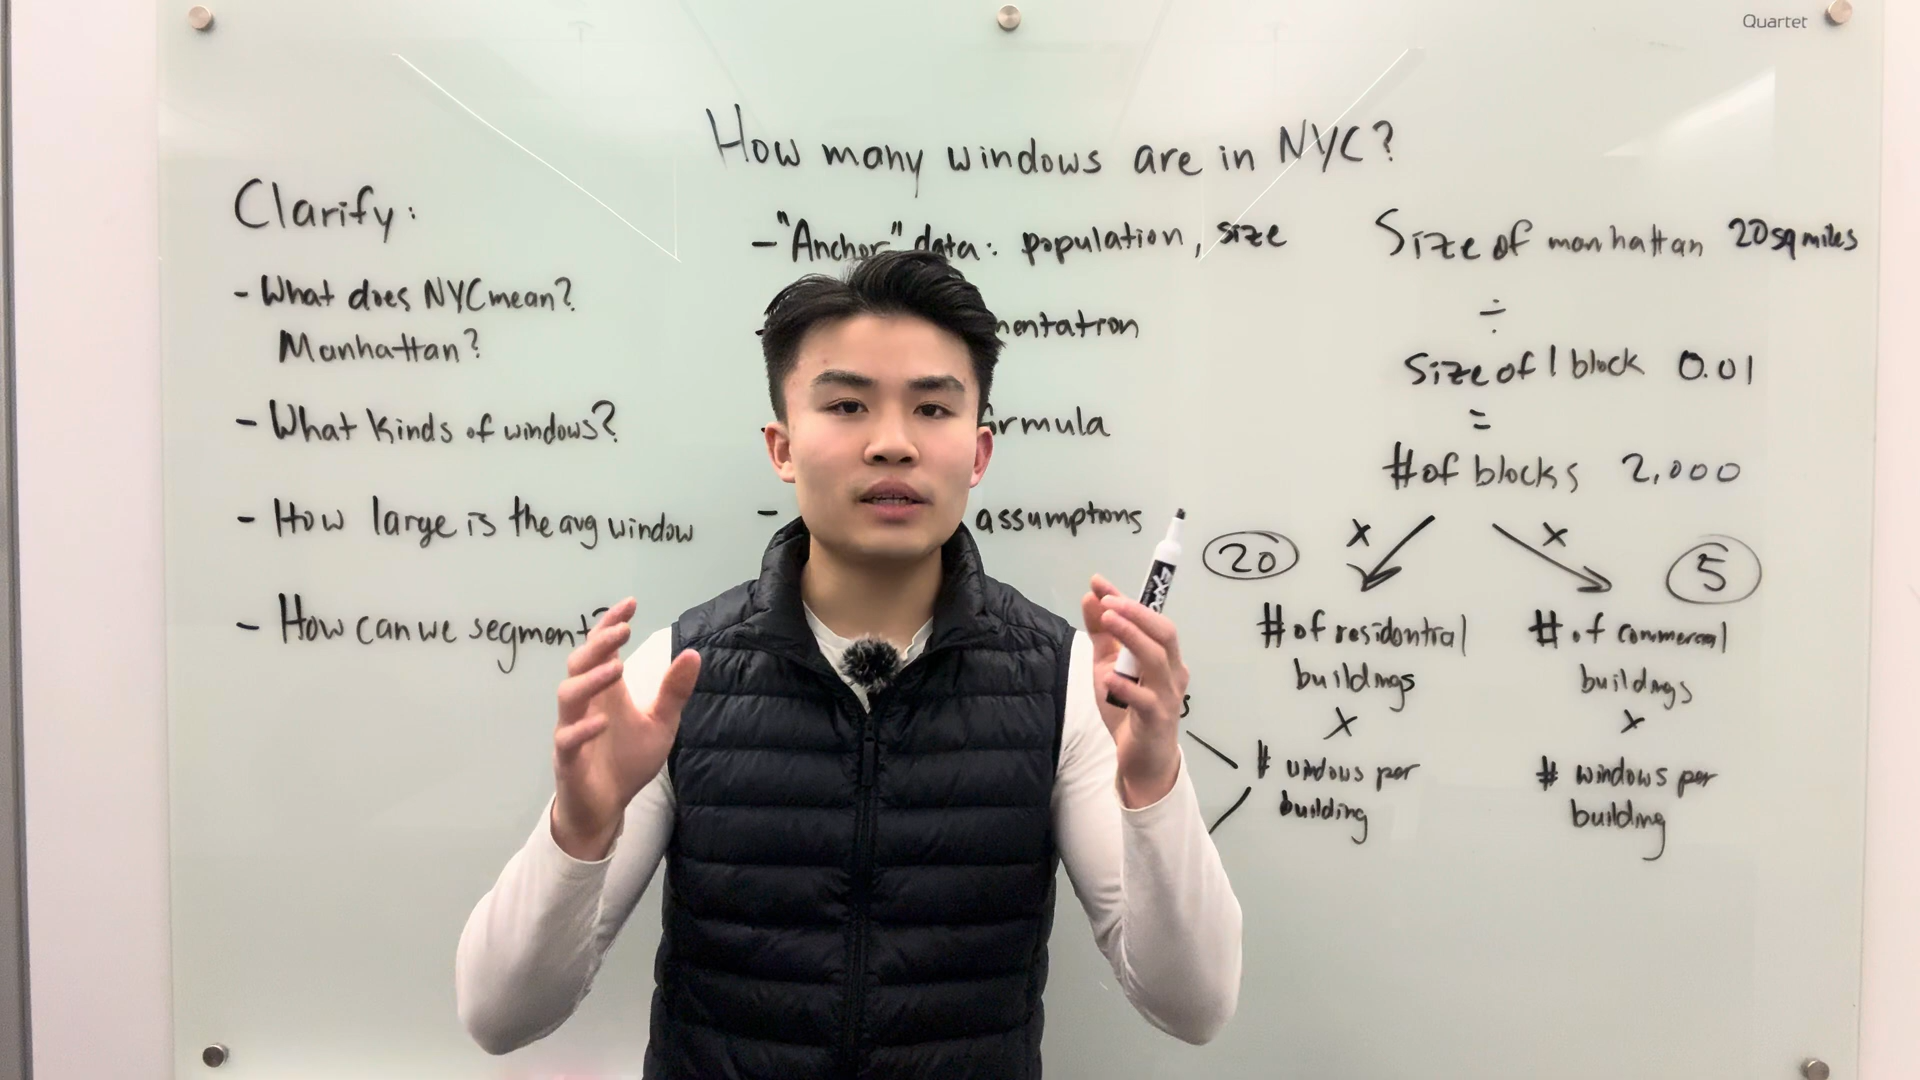 Quartet
How many windows are in NYC?
Clarify:
- What does NYC mean?
Manhattan?
- What kinds of windows?
- How large is the avg window
- How can we segment?
- "Anchor" data: population, size
assumptions
Size of manhattan 20 sq miles
÷
Size of 1 block 0.01
=
# of blocks 2,000
x x
20 5
# of residential
buildings
x
# windows per
building
# of commercial
buildings
x
# windows per
building
EXPO